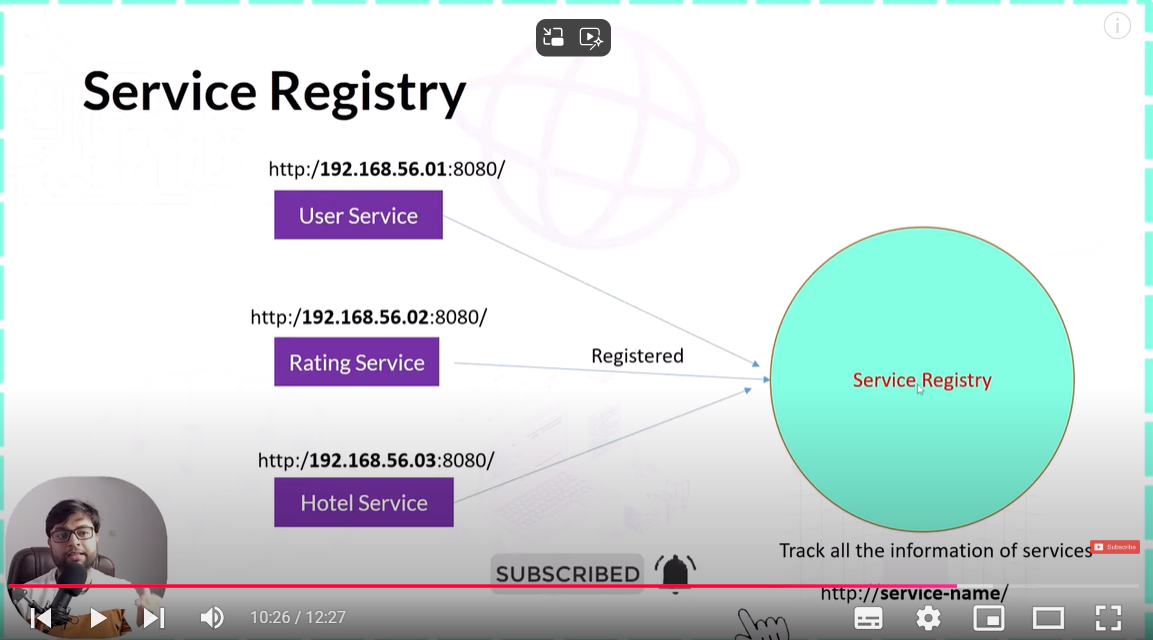 Service Registry
http:/192.168.56.01:8080/
User Service
http:/192.168.56.02:8080/
Rating Service
Registered
Service Registry
http:/192.168.56.03:8080/
Hotel Service
Track all the information of services
Subscribe
SUBSCRIBED
http://service-name/
10:26 / 12:27